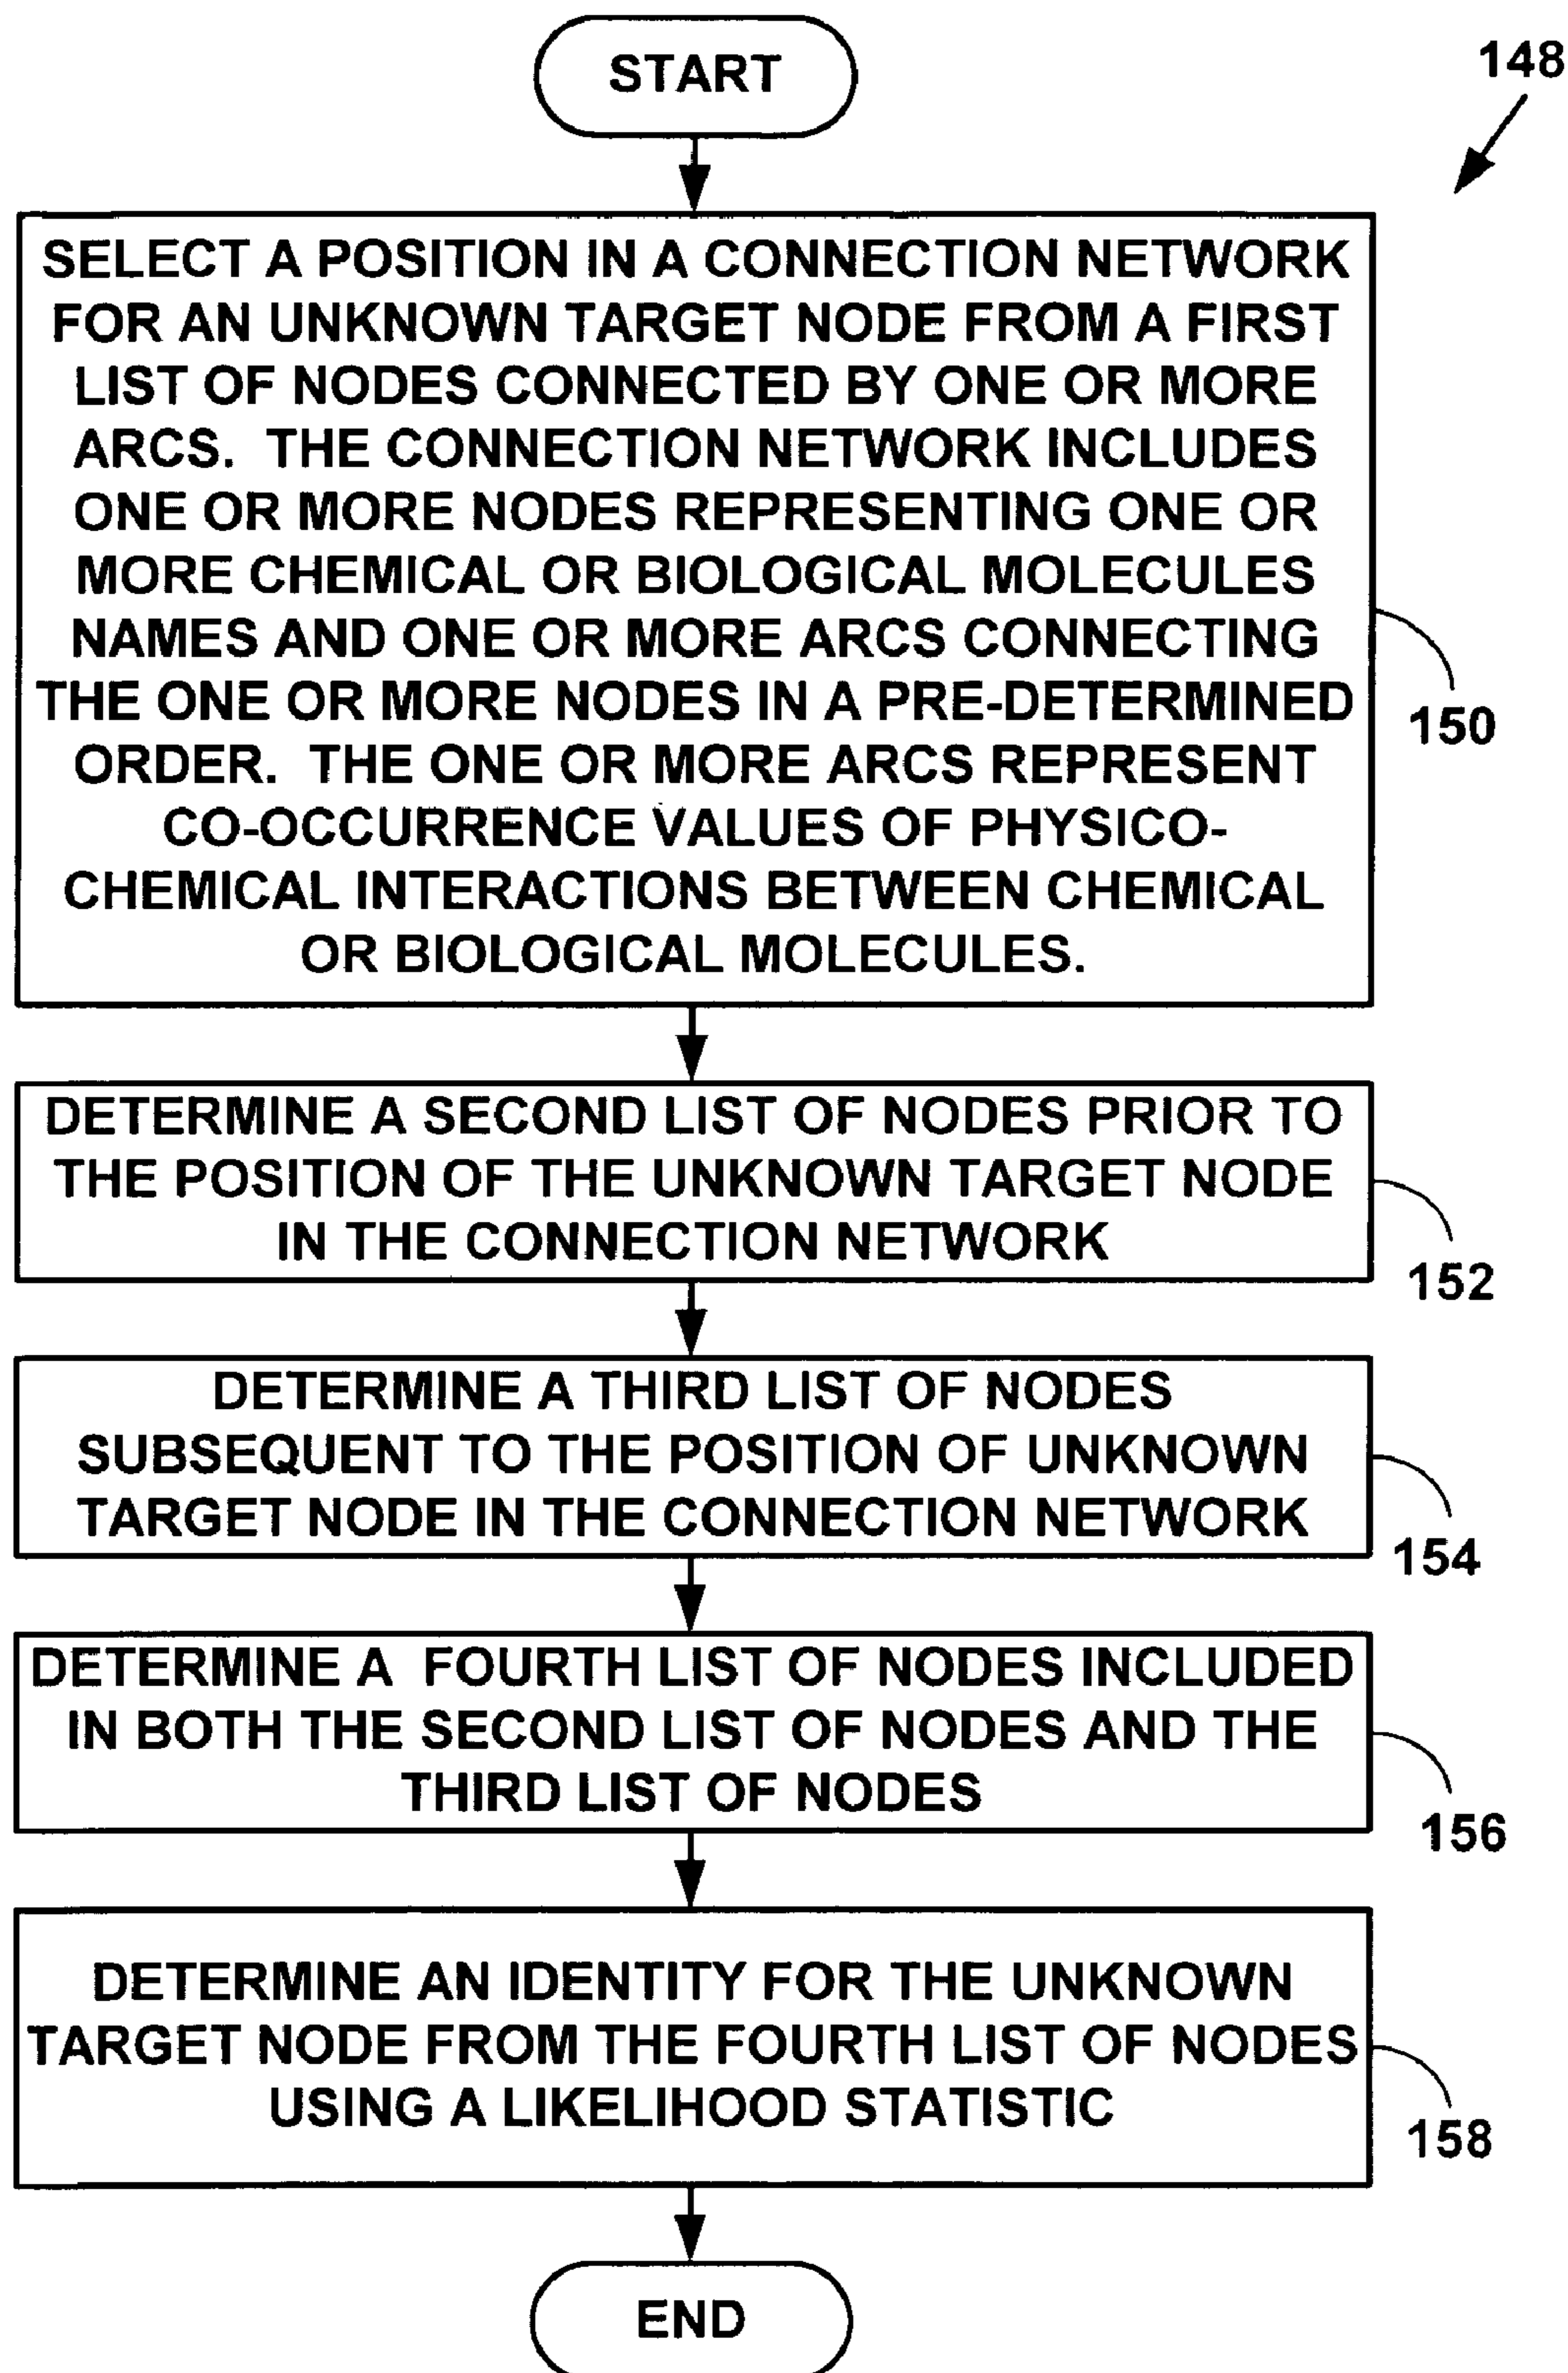 START
148
SELECT A POSITION IN A CONNECTION NETWORK
FOR AN UNKNOWN TARGET NODE FROM A FIRST
LIST OF NODES CONNECTED BY ONE OR MORE
ARCS. THE CONNECTION NETWORK INCLUDES
ONE OR MORE NODES REPRESENTING ONE OR
MORE CHEMICAL OR BIOLOGICAL MOLECULES
NAMES AND ONE OR MORE ARCS CONNECTING
THE ONE OR MORE NODES IN A PRE-DETERMINED
ORDER. THE ONE OR MORE ARCS REPRESENT
CO-OCCURRENCE VALUES OF PHYSICO-
CHEMICAL INTERACTIONS BETWEEN CHEMICAL
OR BIOLOGICAL MOLECULES.
150
DETERMINE A SECOND LIST OF NODES PRIOR TO
THE POSITION OF THE UNKNOWN TARGET NODE
IN THE CONNECTION NETWORK
152
DETERMINE A THIRD LIST OF NODES
SUBSEQUENT TO THE POSITION OF UNKNOWN
TARGET NODE IN THE CONNECTION NETWORK
154
DETERMINE A FOURTH LIST OF NODES INCLUDED
IN BOTH THE SECOND LIST OF NODES AND THE
THIRD LIST OF NODES
156
DETERMINE AN IDENTITY FOR THE UNKNOWN
TARGET NODE FROM THE FOURTH LIST OF NODES
USING A LIKELIHOOD STATISTIC
158
END